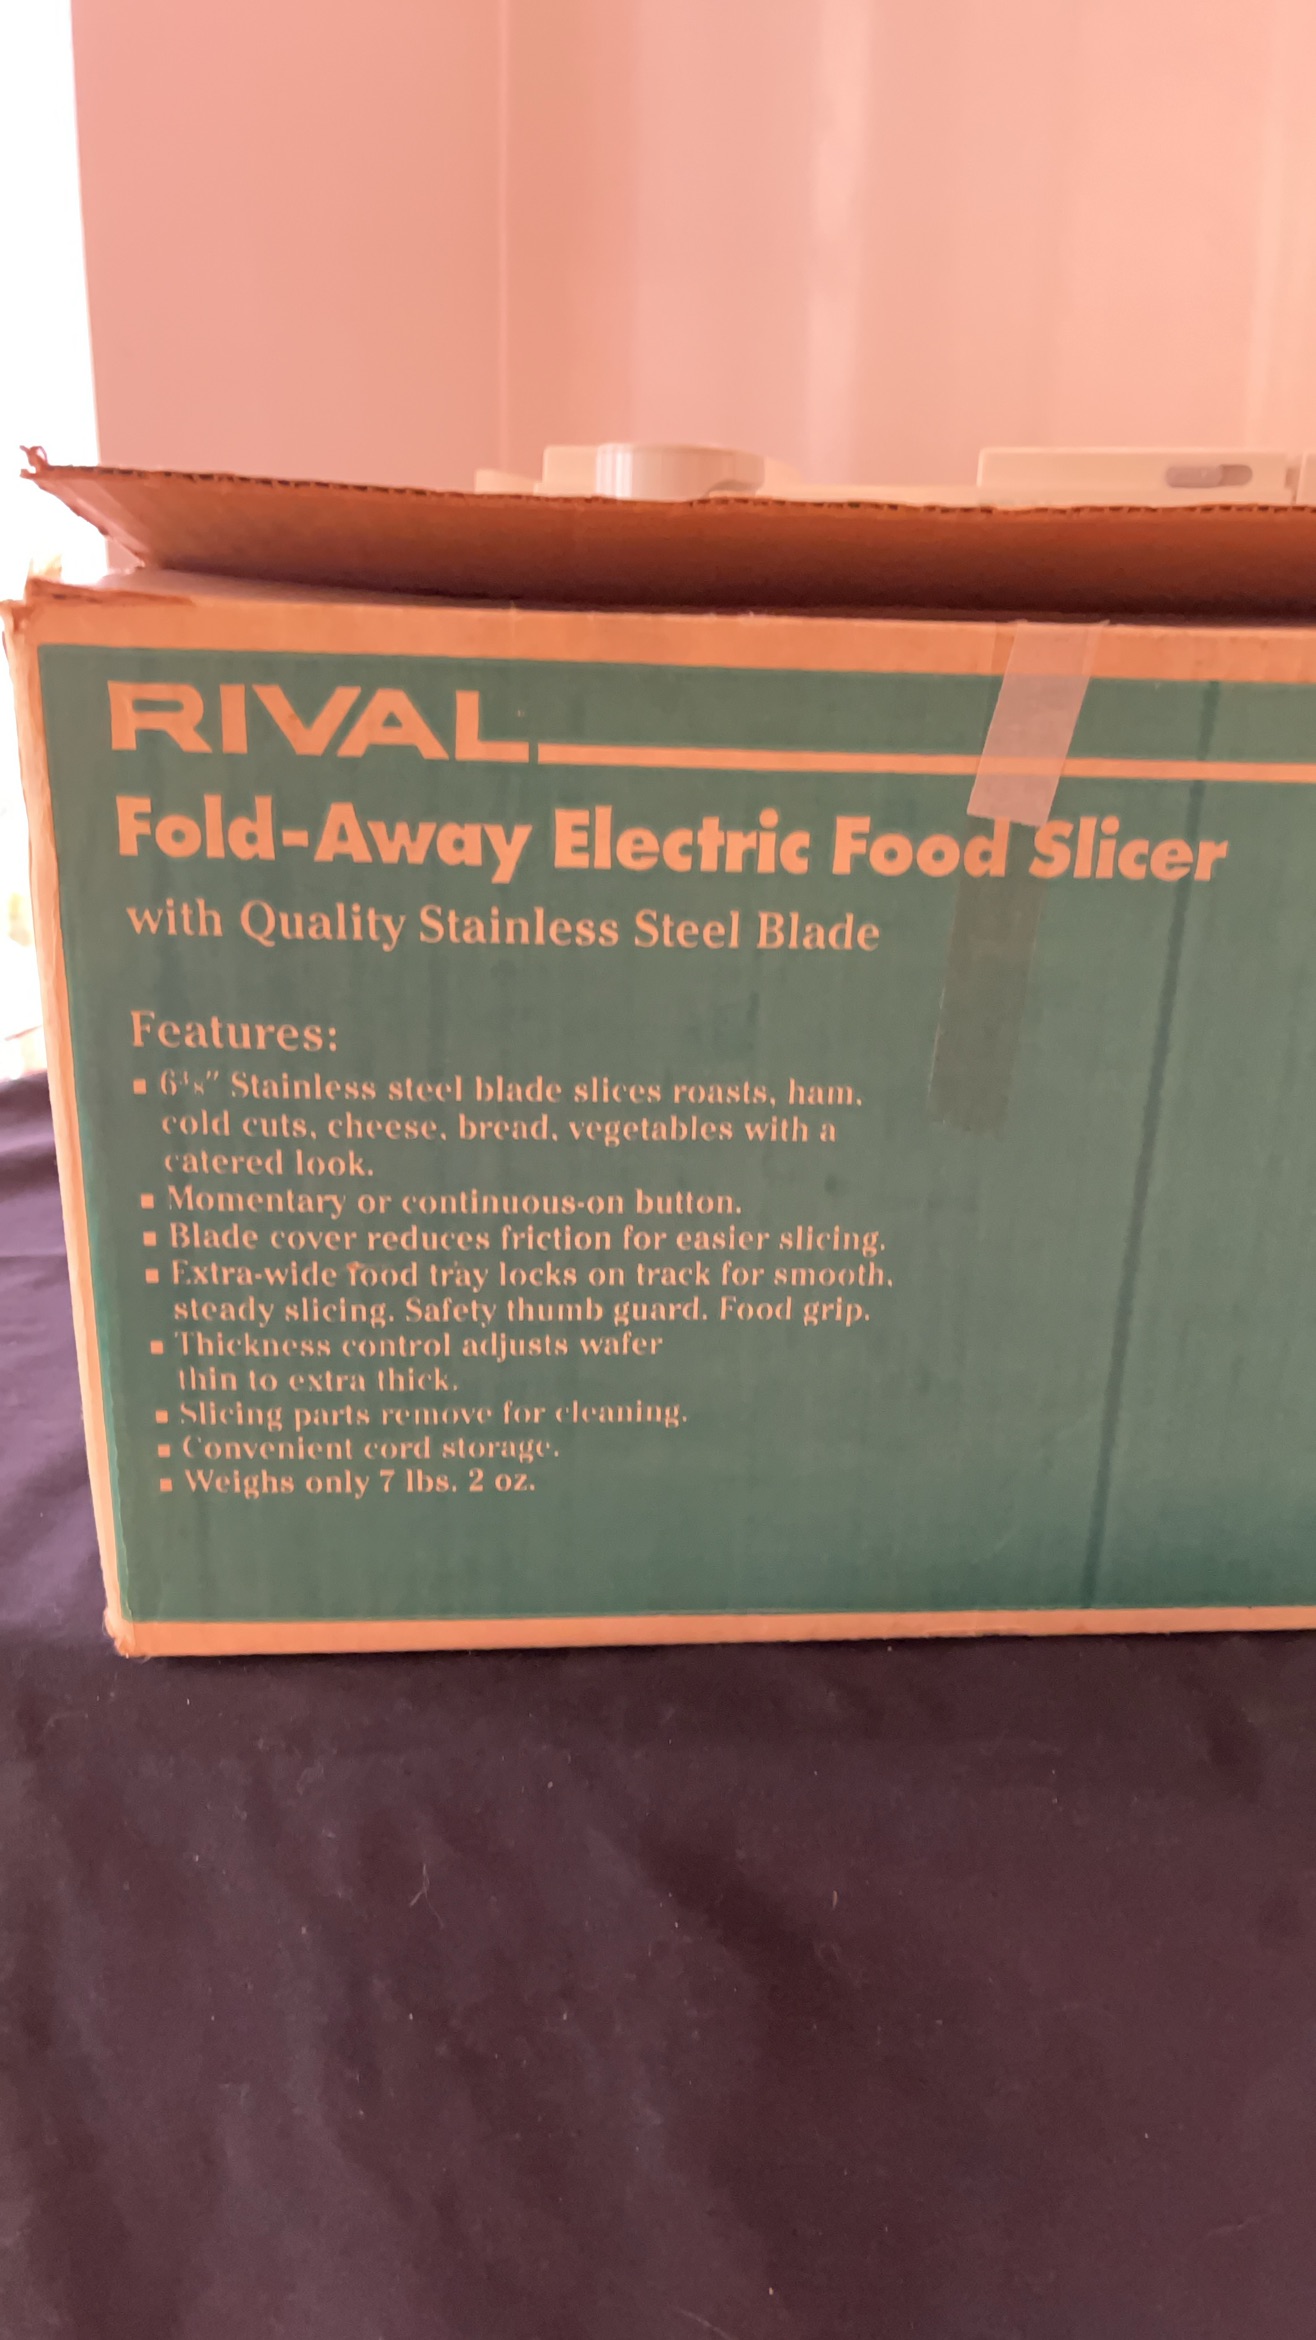 RIVAL
Fold-Away Electric Food Slicer
with Quality Stainless Steel Blade
Features:
▪ 6 3/8" Stainless steel blade slices roasts, ham,
cold cuts, cheese, bread, vegetables with a
catered look.
▪ Momentary or continuous-on button.
▪ Blade cover reduces friction for easier slicing.
▪ Extra-wide food tray locks on track for smooth,
steady slicing. Safety thumb guard. Food grip.
▪ Thickness control adjusts wafer
thin to extra thick.
▪ Slicing parts remove for cleaning.
▪ Convenient cord storage.
▪ Weighs only 7 lbs. 2 oz.